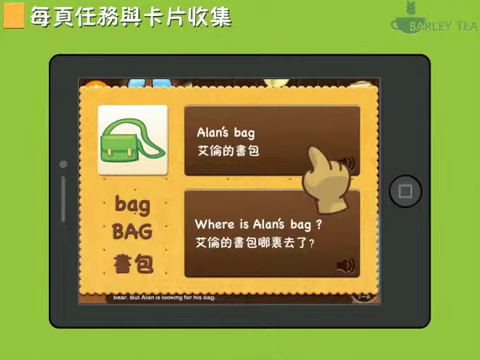 每頁任務與卡片收集
BARLEY TEA
Alan's bag
艾倫的書包
bag
BAG
書包
Where is Alan's bag ?
艾倫的書包哪裏去了?
bear, but Alan is looking for his bag.